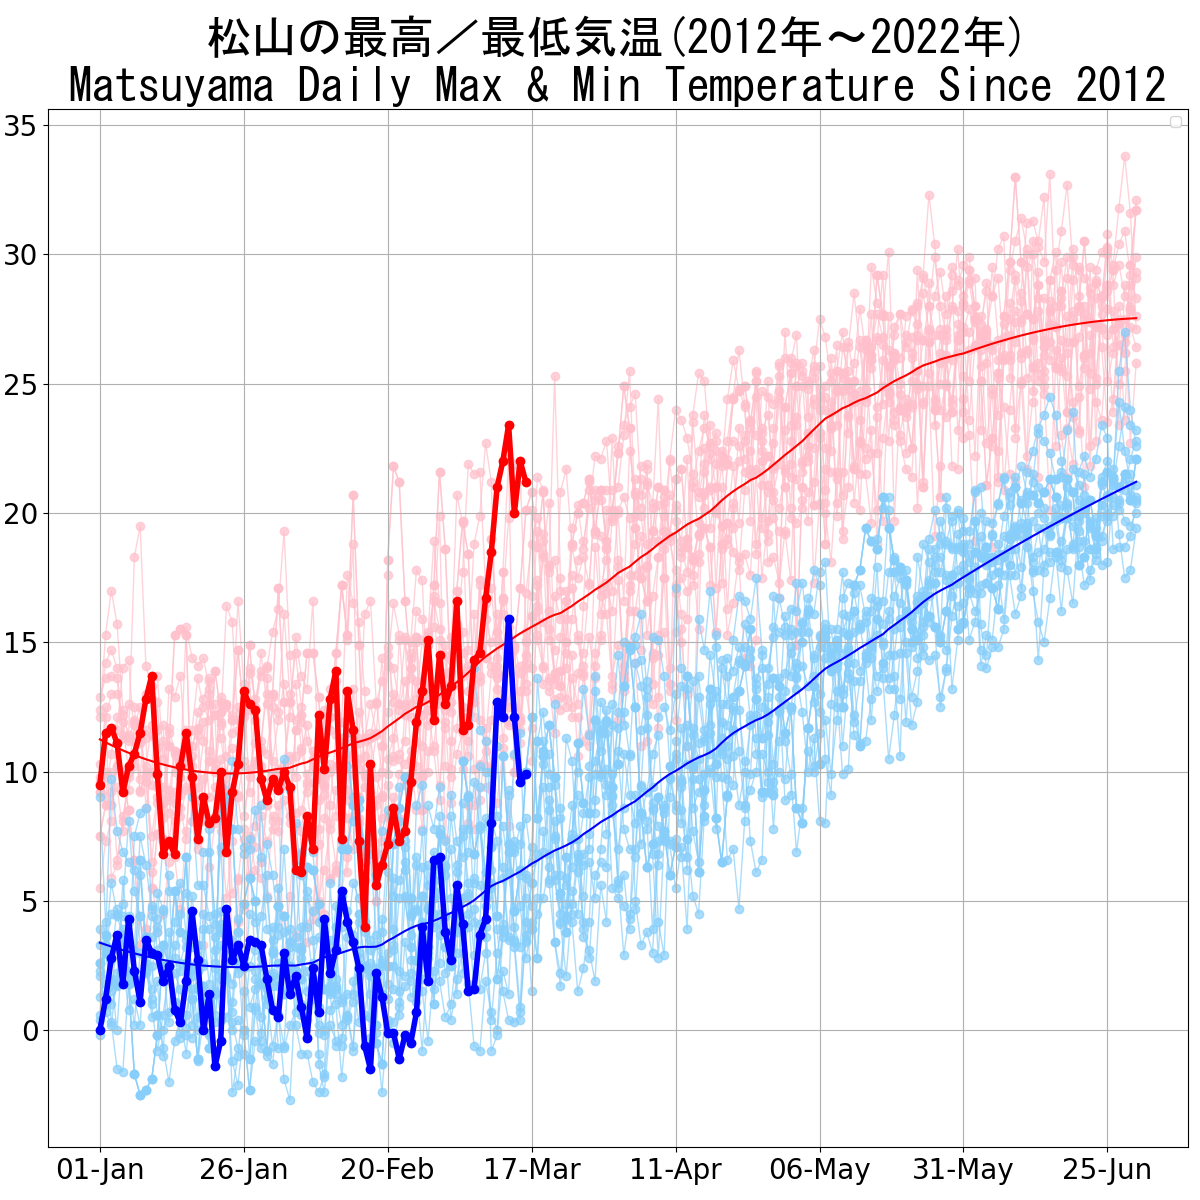 松山の最高／最低気温(2012年～2022年)
Matsuyama Daily Max & Min Temperature Since 2012
35
30
25
20
15
10
5
0
01-Jan 26-Jan 20-Feb 17-Mar 11-Apr 06-May 31-May 25-Jun